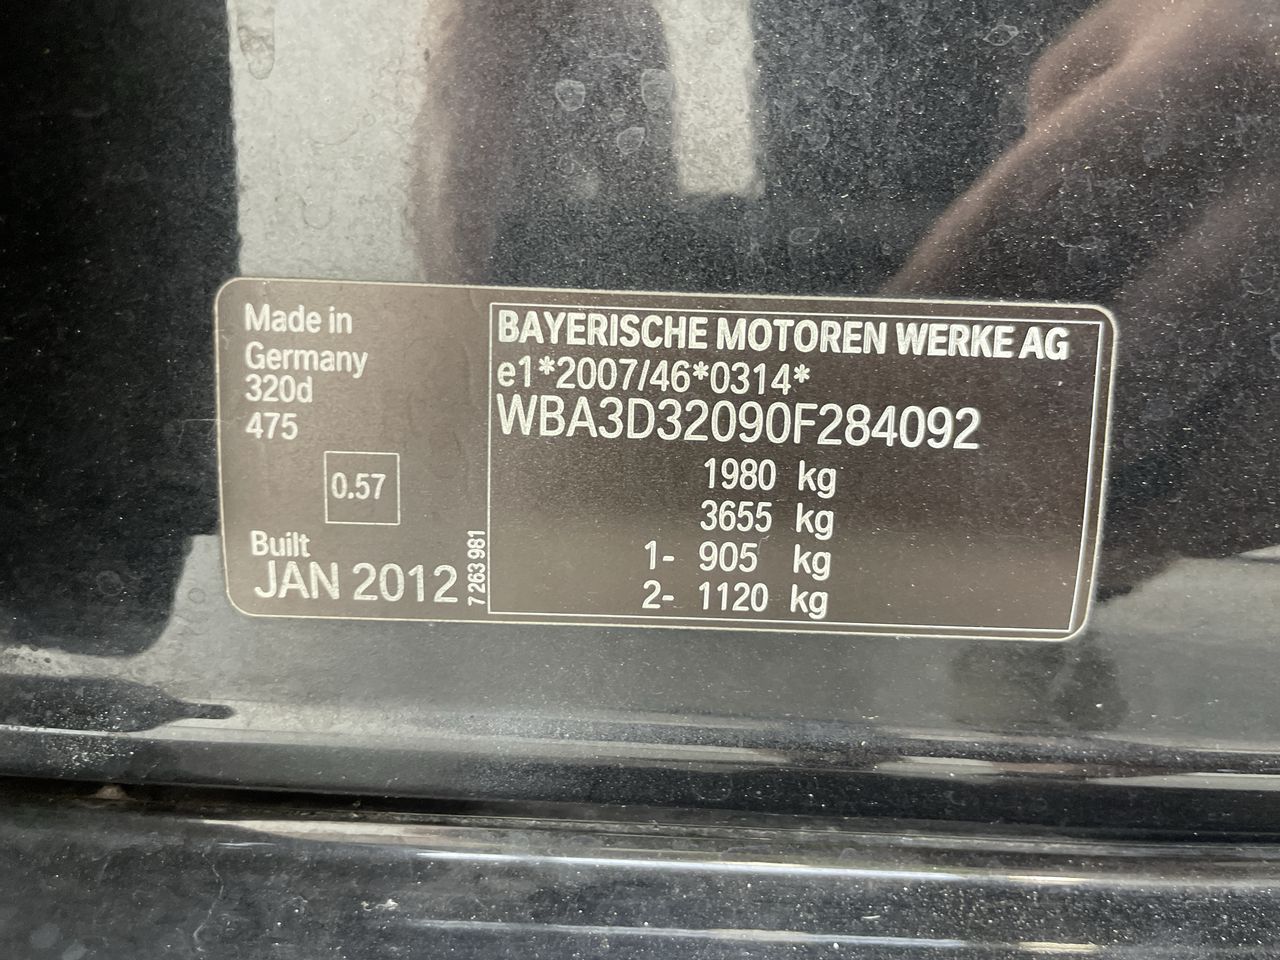 Made in
Germany
320d
475
0.57
Built
JAN 2012
7 263 981
BAYERISCHE MOTOREN WERKE AG
e1*2007/46*0314*
WBA3D32090F284092
1980 kg
3655 kg
1- 905 kg
2- 1120 kg